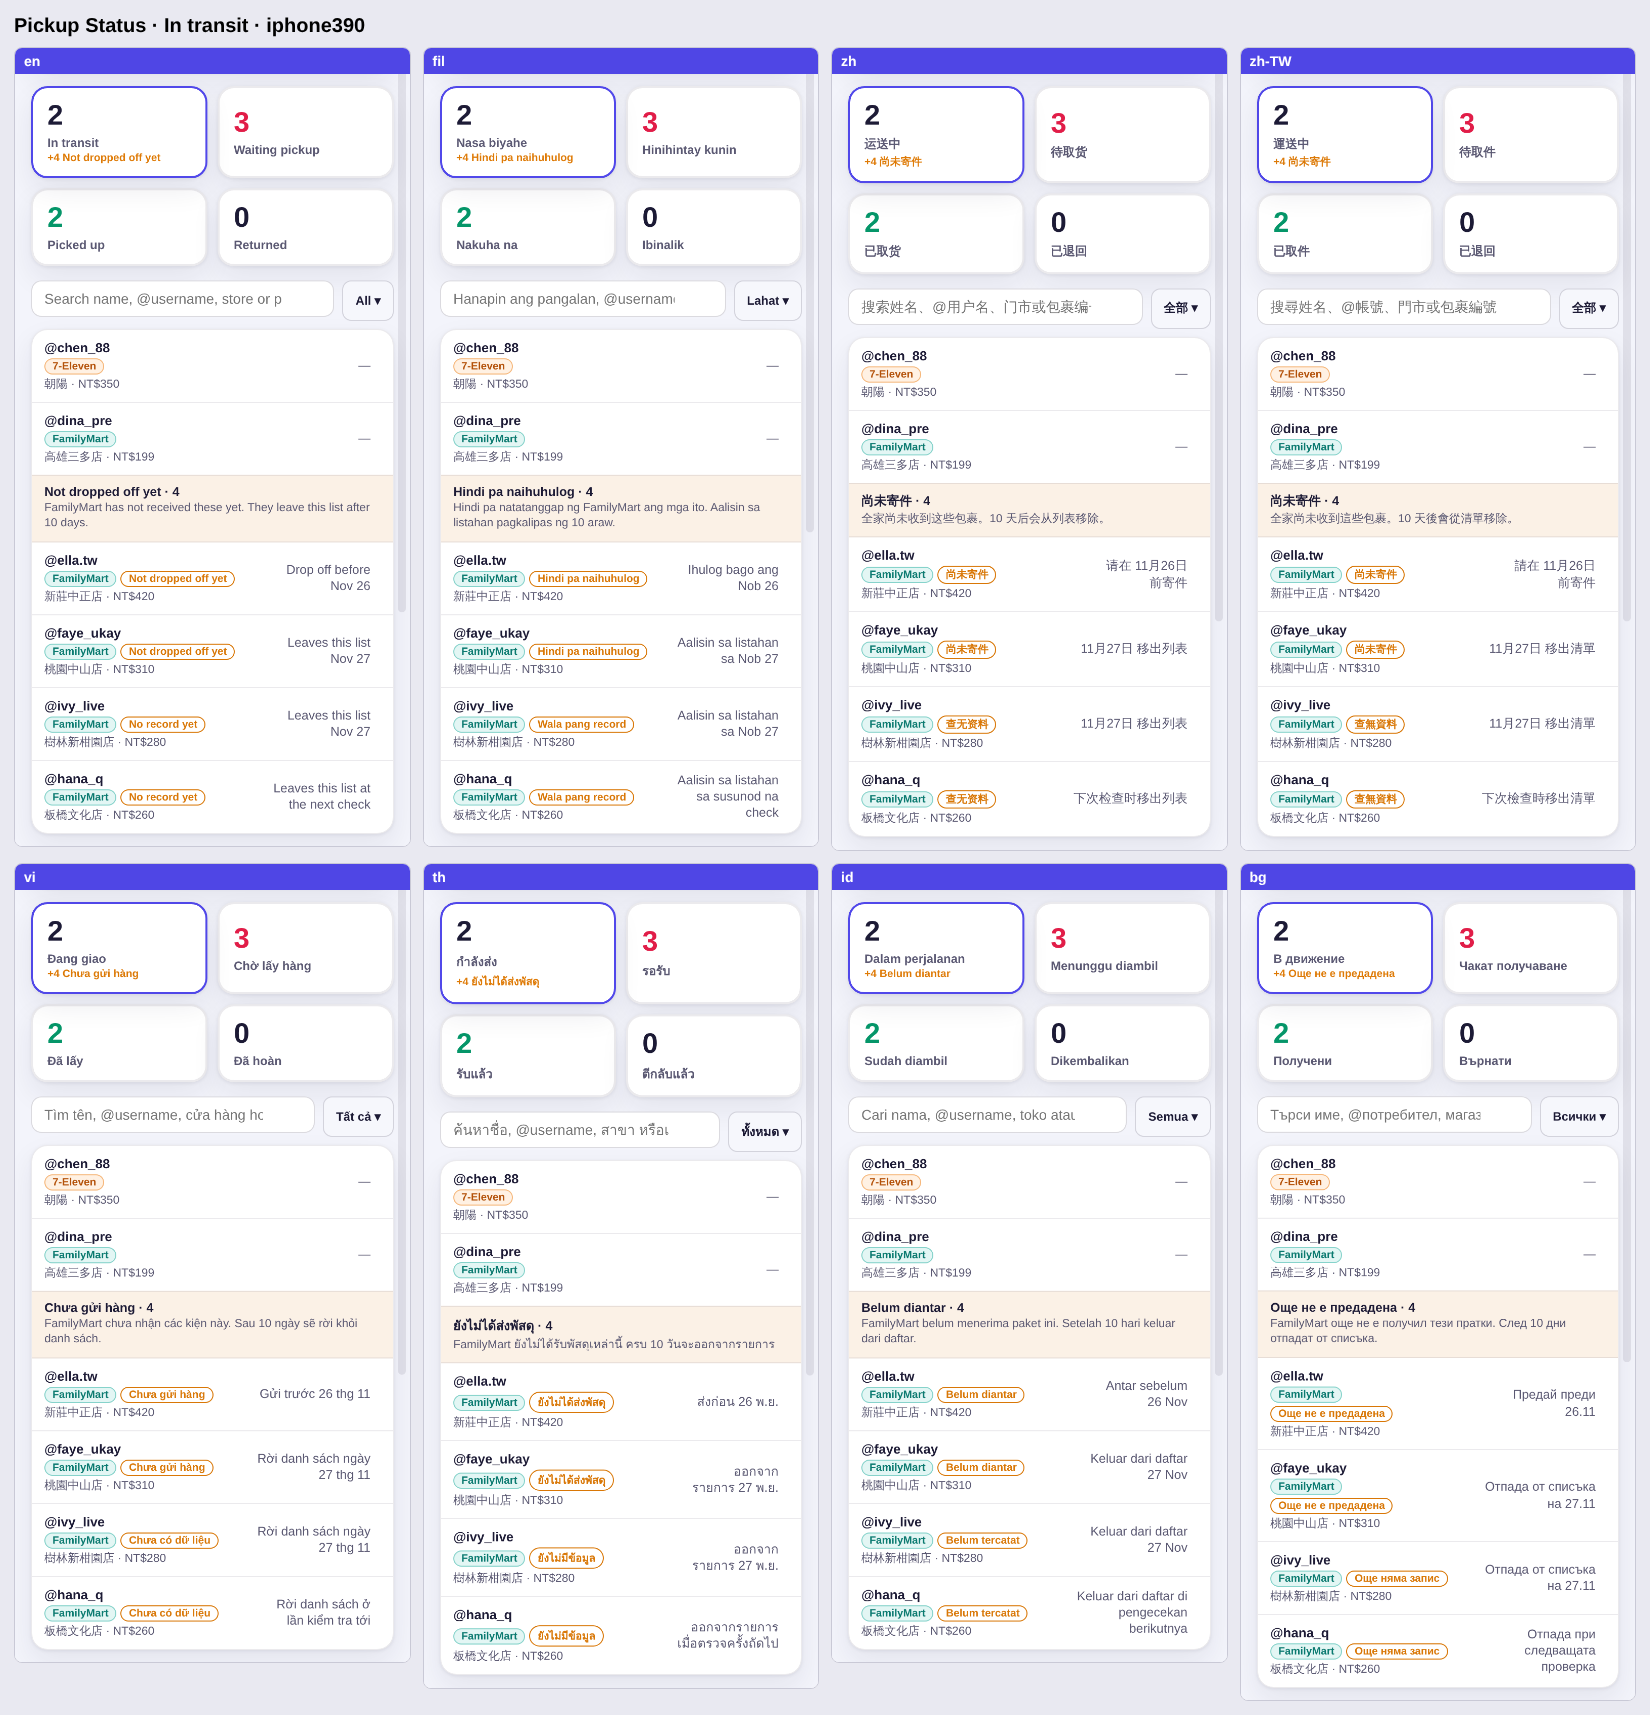 Pickup Status · In transit · iphone390
en
2
In transit
+4 Not dropped off yet
3
Waiting pickup
2
Picked up
0
Returned
Search name, @username, store or p
All ▾
@chen_88
7-Eleven
—
朝陽 · NT$350
@dina_pre
FamilyMart
—
高雄三多店 · NT$199
Not dropped off yet · 4
FamilyMart has not received these yet. They leave this list after
10 days.
@ella.tw
FamilyMart Not dropped off yet
新莊中正店 · NT$420
Drop off before
Nov 26
@faye_ukay
FamilyMart Not dropped off yet
桃園中山店 · NT$310
Leaves this list
Nov 27
@ivy_live
FamilyMart No record yet
樹林新柑園店 · NT$280
Leaves this list
Nov 27
@hana_q
FamilyMart No record yet
板橋文化店 · NT$260
Leaves this list at
the next check
fil
2
Nasa biyahe
+4 Hindi pa naihuhulog
3
Hinihintay kunin
2
Nakuha na
0
Ibinalik
Hanapin ang pangalan, @usernam
Lahat ▾
@chen_88
7-Eleven
—
朝陽 · NT$350
@dina_pre
FamilyMart
—
高雄三多店 · NT$199
Hindi pa naihuhulog · 4
Hindi pa natatanggap ng FamilyMart ang mga ito. Aalisin sa
listahan pagkalipas ng 10 araw.
@ella.tw
FamilyMart Hindi pa naihuhulog
新莊中正店 · NT$420
Ihulog bago ang
Nob 26
@faye_ukay
FamilyMart Hindi pa naihuhulog
桃園中山店 · NT$310
Aalisin sa listahan
sa Nob 27
@ivy_live
FamilyMart Wala pang record
樹林新柑園店 · NT$280
Aalisin sa listahan
sa Nob 27
@hana_q
FamilyMart Wala pang record
板橋文化店 · NT$260
Aalisin sa listahan
sa susunod na
check
zh
2
运送中
+4 尚未寄件
3
待取货
2
已取货
0
已退回
搜索姓名、@用户名、门市或包裹编
全部 ▾
@chen_88
7-Eleven
—
朝陽 · NT$350
@dina_pre
FamilyMart
—
高雄三多店 · NT$199
尚未寄件 · 4
全家尚未收到这些包裹。10 天后会从列表移除。
@ella.tw
FamilyMart 尚未寄件
新莊中正店 · NT$420
请在 11月26日
前寄件
@faye_ukay
FamilyMart 尚未寄件
桃園中山店 · NT$310
11月27日 移出列表
@ivy_live
FamilyMart 查无资料
樹林新柑園店 · NT$280
11月27日 移出列表
@hana_q
FamilyMart 查无资料
板橋文化店 · NT$260
下次检查时移出列表
zh-TW
2
運送中
+4 尚未寄件
3
待取件
2
已取件
0
已退回
搜尋姓名、@帳號、門市或包裹編號
全部 ▾
@chen_88
7-Eleven
—
朝陽 · NT$350
@dina_pre
FamilyMart
—
高雄三多店 · NT$199
尚未寄件 · 4
全家尚未收到這些包裹。10 天後會從清單移除。
@ella.tw
FamilyMart 尚未寄件
新莊中正店 · NT$420
請在 11月26日
前寄件
@faye_ukay
FamilyMart 尚未寄件
桃園中山店 · NT$310
11月27日 移出清單
@ivy_live
FamilyMart 查無資料
樹林新柑園店 · NT$280
11月27日 移出清單
@hana_q
FamilyMart 查無資料
板橋文化店 · NT$260
下次檢查時移出清單
vi
2
Đang giao
+4 Chưa gửi hàng
3
Chờ lấy hàng
2
Đã lấy
0
Đã hoàn
Tìm tên, @username, cửa hàng hc
Tất cả ▾
@chen_88
7-Eleven
—
朝陽 · NT$350
@dina_pre
FamilyMart
—
高雄三多店 · NT$199
Chưa gửi hàng · 4
FamilyMart chưa nhận các kiện này. Sau 10 ngày sẽ rời khỏi
danh sách.
@ella.tw
FamilyMart Chưa gửi hàng
新莊中正店 · NT$420
Gửi trước 26 thg 11
@faye_ukay
FamilyMart Chưa gửi hàng
桃園中山店 · NT$310
Rời danh sách ngày
27 thg 11
@ivy_live
FamilyMart Chưa có dữ liệu
樹林新柑園店 · NT$280
Rời danh sách ngày
27 thg 11
@hana_q
FamilyMart Chưa có dữ liệu
板橋文化店 · NT$260
Rời danh sách ở
lần kiểm tra tới
th
2
กำลังส่ง
+4 ยังไม่ได้ส่งพัสดุ
3
รอรับ
2
รับแล้ว
0
ตีกลับแล้ว
ค้นหาชื่อ, @username, สาขา หรือเ
ทั้งหมด ▾
@chen_88
7-Eleven
—
朝陽 · NT$350
@dina_pre
FamilyMart
—
高雄三多店 · NT$199
ยังไม่ได้ส่งพัสดุ · 4
FamilyMart ยังไม่ได้รับพัสดุเหล่านี้ ครบ 10 วันจะออกจากรายการ
@ella.tw
FamilyMart ยังไม่ได้ส่งพัสดุ
新莊中正店 · NT$420
ส่งก่อน 26 พ.ย.
@faye_ukay
FamilyMart ยังไม่ได้ส่งพัสดุ
桃園中山店 · NT$310
ออกจาก
รายการ 27 พ.ย.
@ivy_live
FamilyMart ยังไม่มีข้อมูล
樹林新柑園店 · NT$280
ออกจาก
รายการ 27 พ.ย.
@hana_q
FamilyMart ยังไม่มีข้อมูล
板橋文化店 · NT$260
ออกจากรายการ
เมื่อตรวจครั้งถัดไป
id
2
Dalam perjalanan
+4 Belum diantar
3
Menunggu diambil
2
Sudah diambil
0
Dikembalikan
Cari nama, @username, toko atau
Semua ▾
@chen_88
7-Eleven
—
朝陽 · NT$350
@dina_pre
FamilyMart
—
高雄三多店 · NT$199
Belum diantar · 4
FamilyMart belum menerima paket ini. Setelah 10 hari keluar
dari daftar.
@ella.tw
FamilyMart Belum diantar
新莊中正店 · NT$420
Antar sebelum
26 Nov
@faye_ukay
FamilyMart Belum diantar
桃園中山店 · NT$310
Keluar dari daftar
27 Nov
@ivy_live
FamilyMart Belum tercatat
樹林新柑園店 · NT$280
Keluar dari daftar
27 Nov
@hana_q
FamilyMart Belum tercatat
板橋文化店 · NT$260
Keluar dari daftar di
pengecekan
berikutnya
bg
2
В движение
+4 Още не е предадена
3
Чакат получаване
2
Получени
0
Върнати
Търси име, @потребител, магаз
Всички ▾
@chen_88
7-Eleven
—
朝陽 · NT$350
@dina_pre
FamilyMart
—
高雄三多店 · NT$199
Още не е предадена · 4
FamilyMart още не е получил тези пратки. След 10 дни
отпадат от списъка.
@ella.tw
FamilyMart
Още не е предадена
新莊中正店 · NT$420
Предай преди
26.11
@faye_ukay
FamilyMart
Още не е предадена
桃園中山店 · NT$310
Отпада от списъка
на 27.11
@ivy_live
FamilyMart Още няма запис
樹林新柑園店 · NT$280
Отпада от списъка
на 27.11
@hana_q
FamilyMart Още няма запис
板橋文化店 · NT$260
Отпада при
следващата
проверка